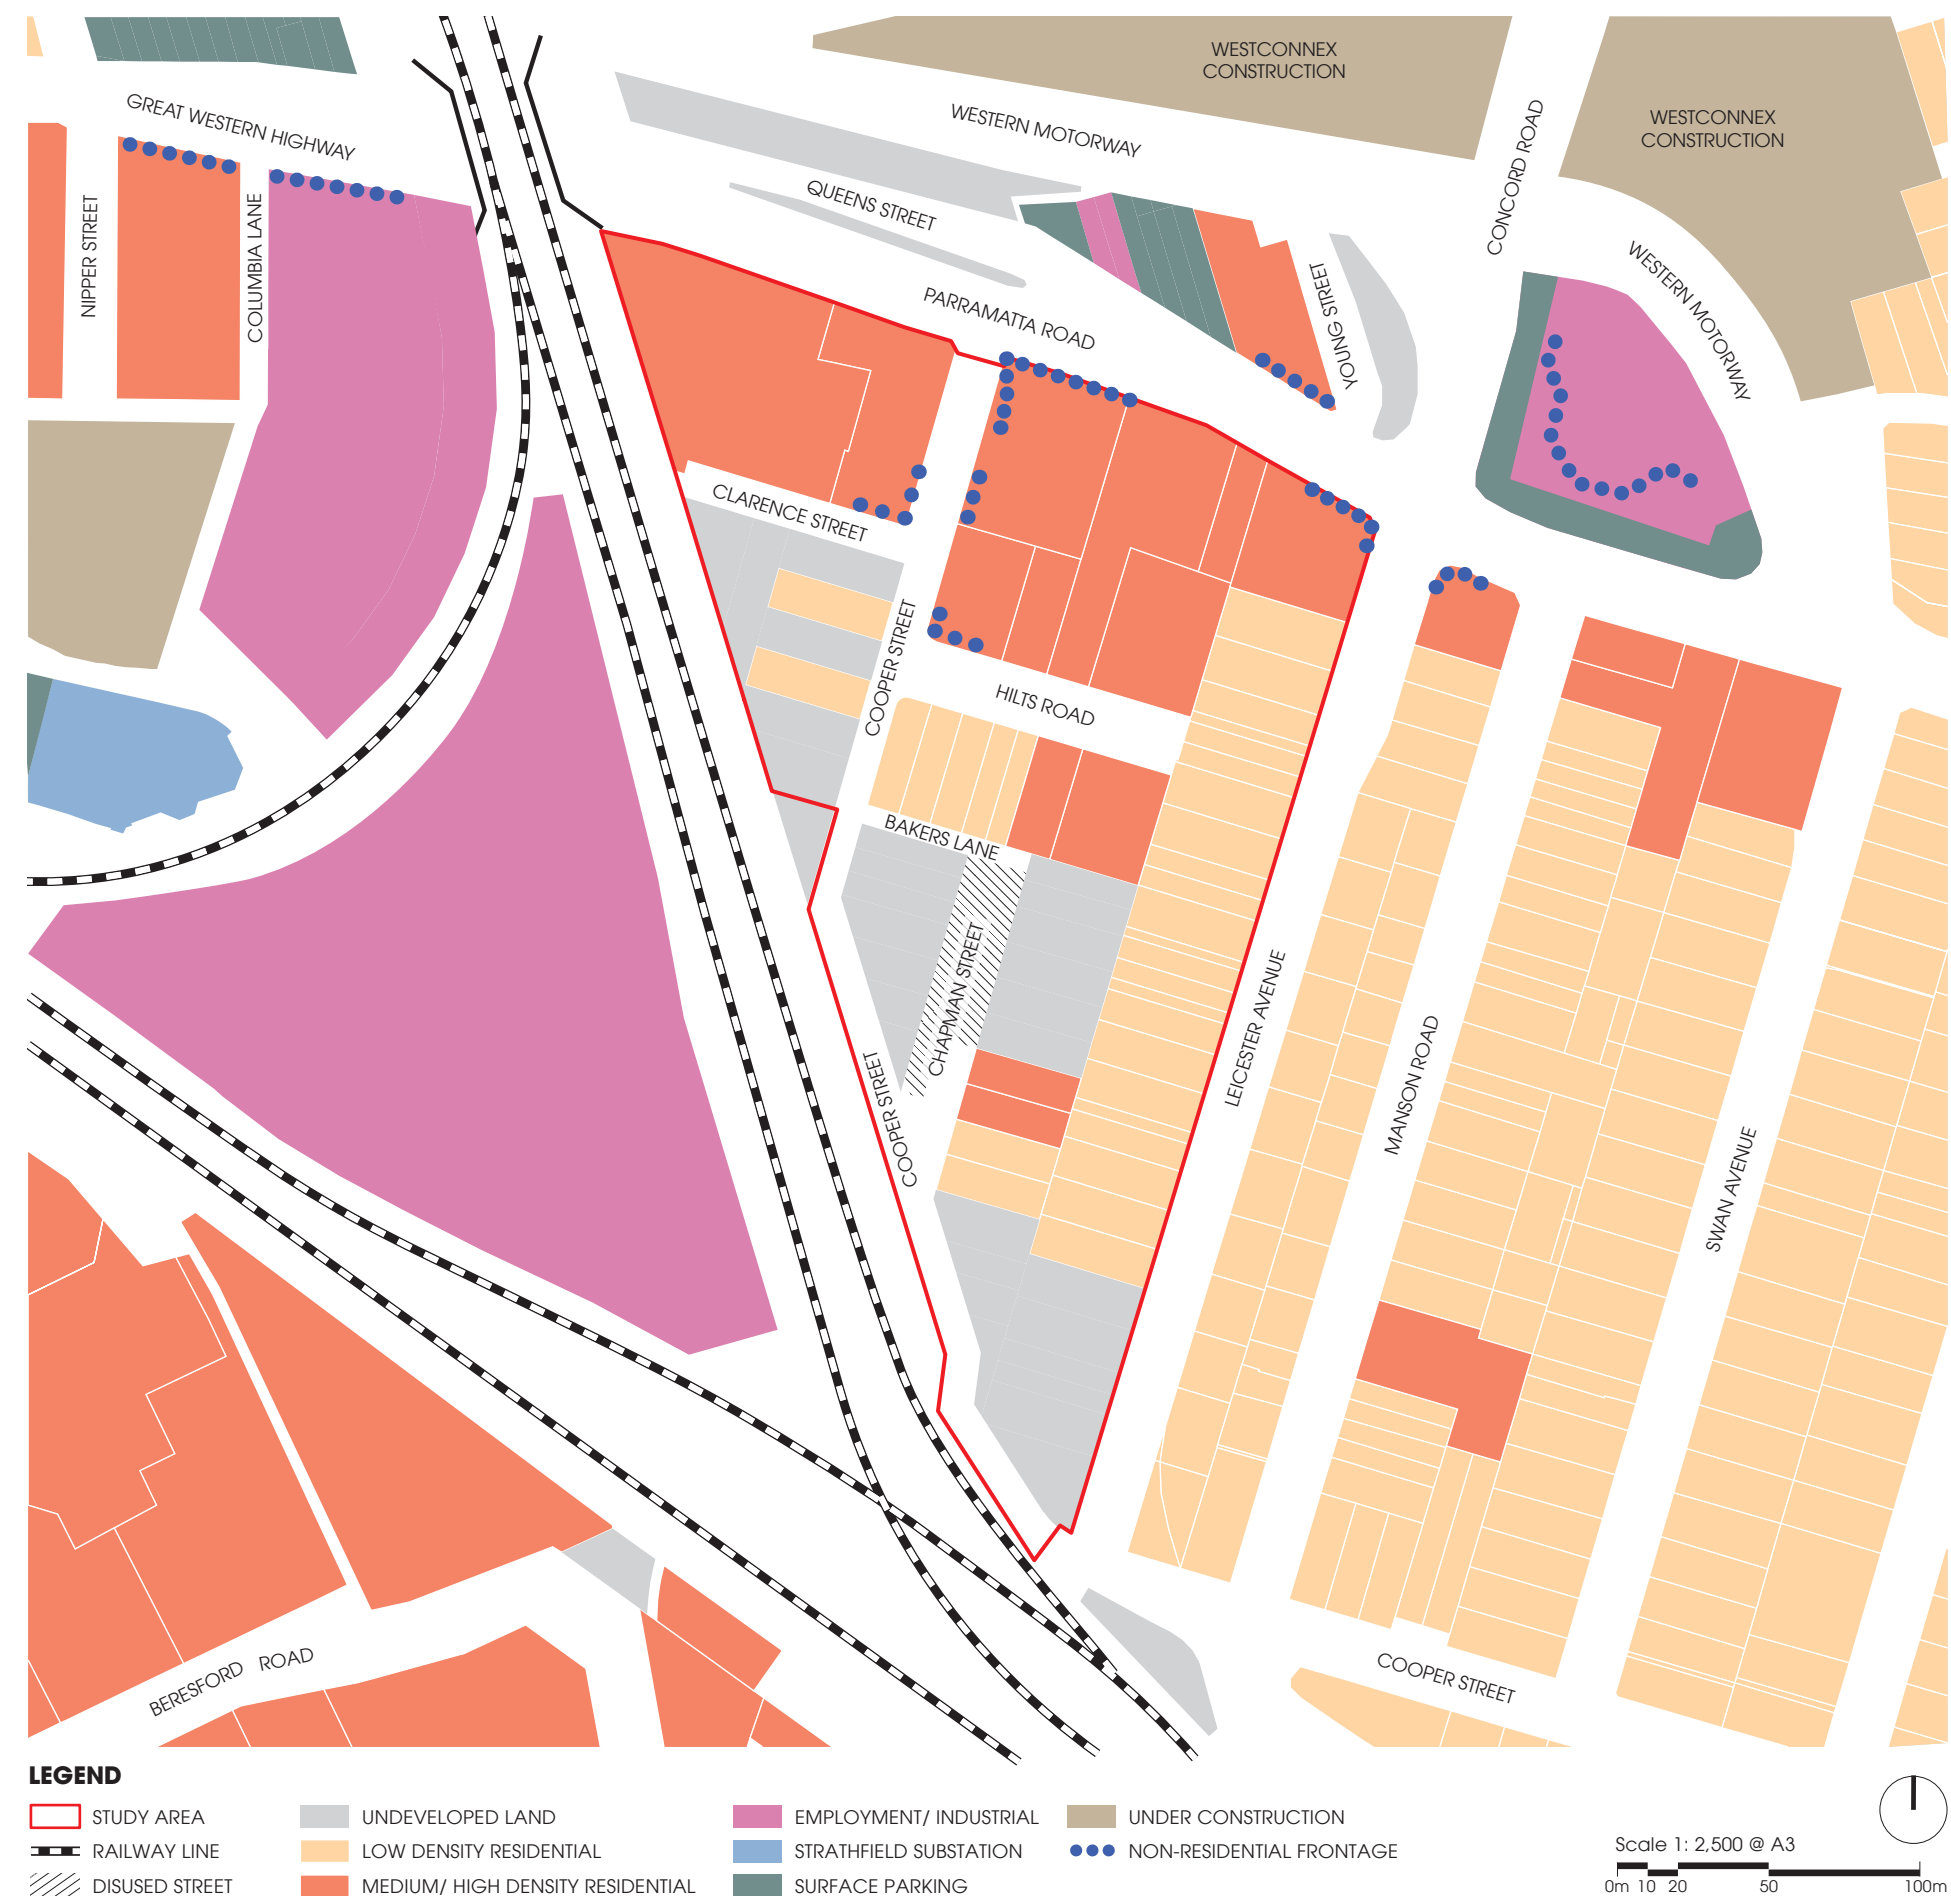 WESTCONNEX
CONSTRUCTION
WESTCONNEX
CONSTRUCTION
GREAT WESTERN HIGHWAY
WESTERN MOTORWAY
CONCORD ROAD
QUEENS STREET
NIPPER STREET
COLUMBIA LANE
PARRAMATTA ROAD
YOUNG STREET
WESTERN MOTORWAY
CLARENCE STREET
COOPER STREET
HILTS ROAD
BAKERS LANE
CHAPMAN STREET
COOPER STREET
LEICESTER AVENUE
MANSON ROAD
SWAN AVENUE
BERESFORD ROAD
COOPER STREET
LEGEND
STUDY AREA
RAILWAY LINE
DISUSED STREET
UNDEVELOPED LAND
LOW DENSITY RESIDENTIAL
MEDIUM/ HIGH DENSITY RESIDENTIAL
EMPLOYMENT/ INDUSTRIAL
STRATHFIELD SUBSTATION
SURFACE PARKING
UNDER CONSTRUCTION
NON-RESIDENTIAL FRONTAGE
Scale 1: 2,500 @ A3
0m 10 20 50 100m